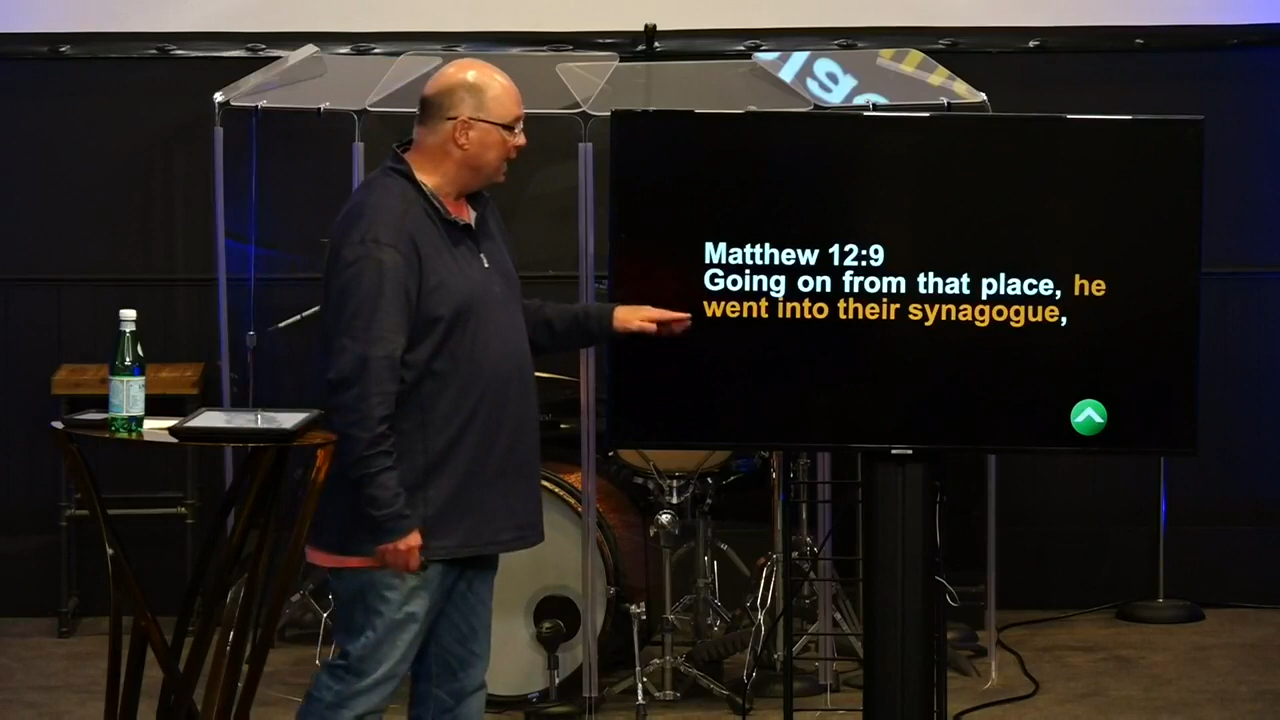 Matthew 12:9
Going on from that place, he
went into their synagogue,